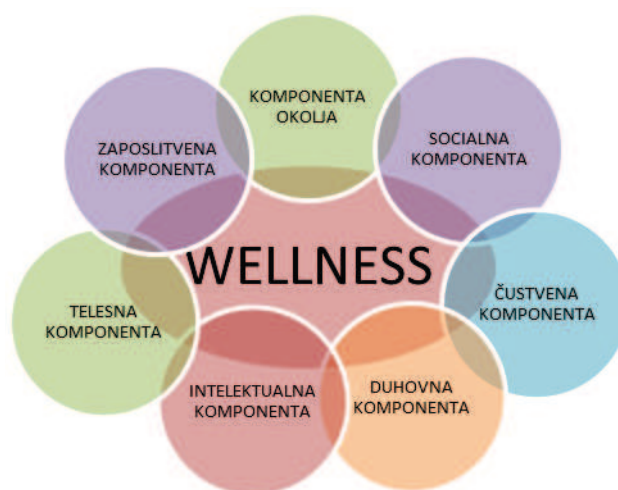 KOMPONENTA
OKOLJA
ZAPOSLITVENA
KOMPONENTA
SOCIALNA
KOMPONENTA
WELLNESS
TELESNA
KOMPONENTA
ČUSTVENA
KOMPONENTA
INTELEKTUALNA
KOMPONENTA
DUHOVNA
KOMPONENTA